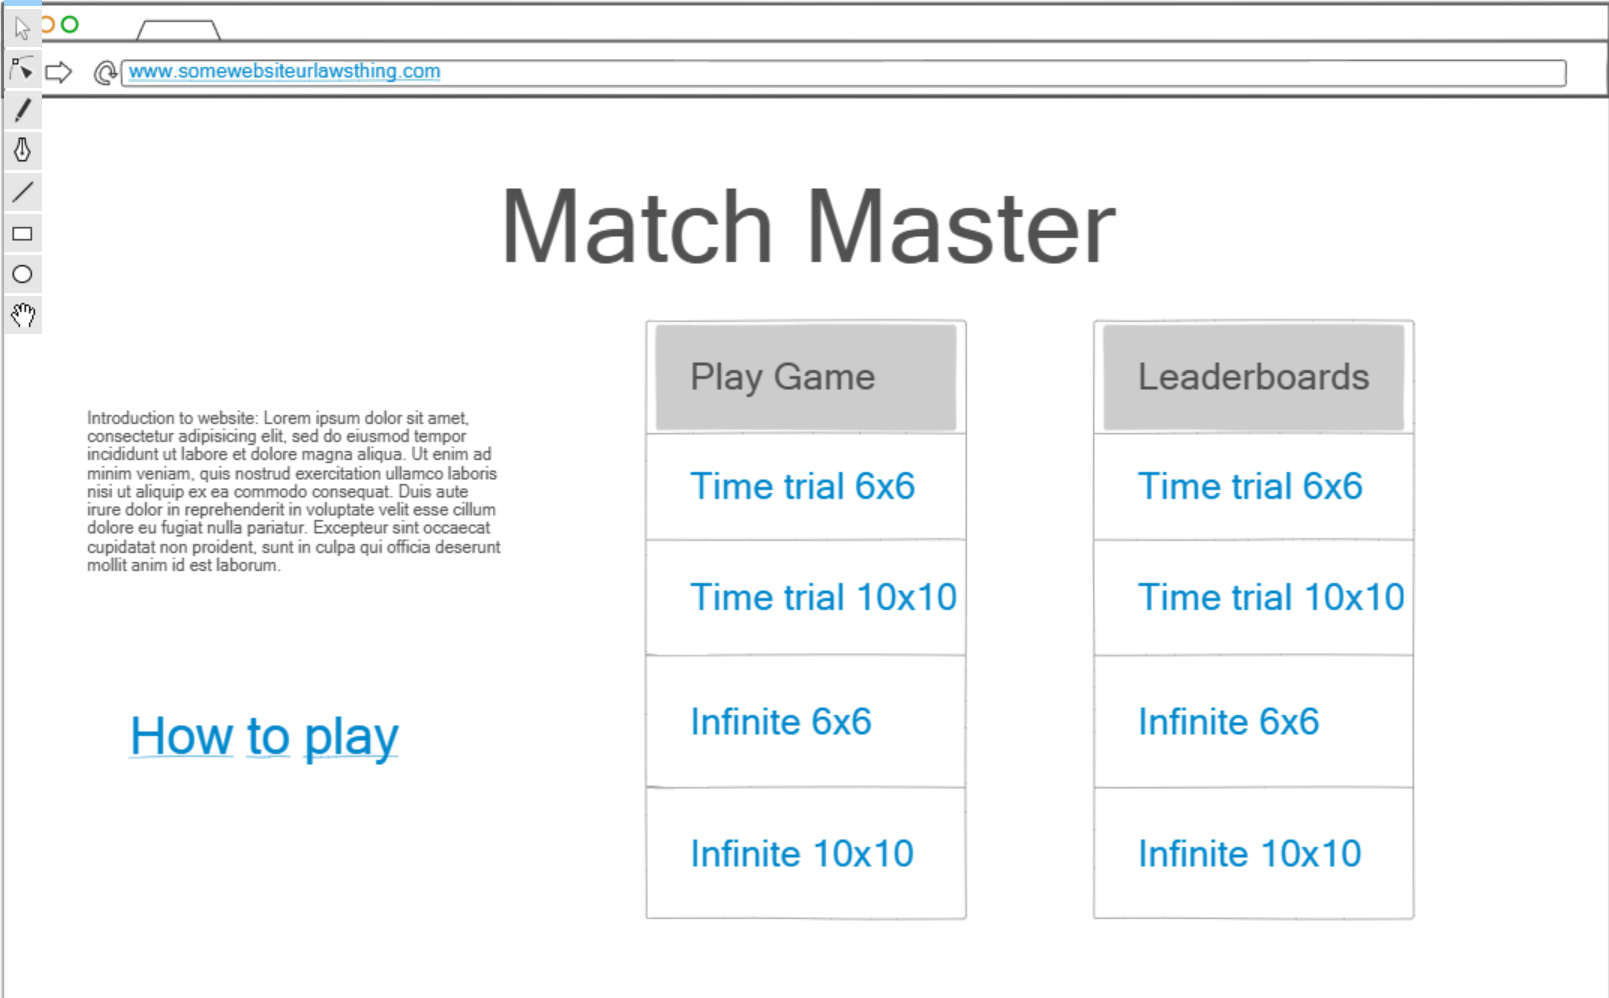 www.somewebsiteurlawsthing.com
Match Master
Introduction to website: Lorem ipsum dolor sit amet,
consectetur adipisicing elit, sed do eiusmod tempor
incididunt ut labore et dolore magna aliqua. Ut enim ad
minim veniam, quis nostrud exercitation ullamco laboris
nisi ut aliquip ex ea commodo consequat. Duis aute
irure dolor in reprehenderit in voluptate velit esse cillum
dolore eu fugiat nulla pariatur. Excepteur sint occaecat
cupidatat non proident, sunt in culpa qui officia deserunt
mollit anim id est laborum.
How to play
Play Game
Time trial 6x6
Time trial 10x10
Infinite 6x6
Infinite 10x10
Leaderboards
Time trial 6x6
Time trial 10x10
Infinite 6x6
Infinite 10x10